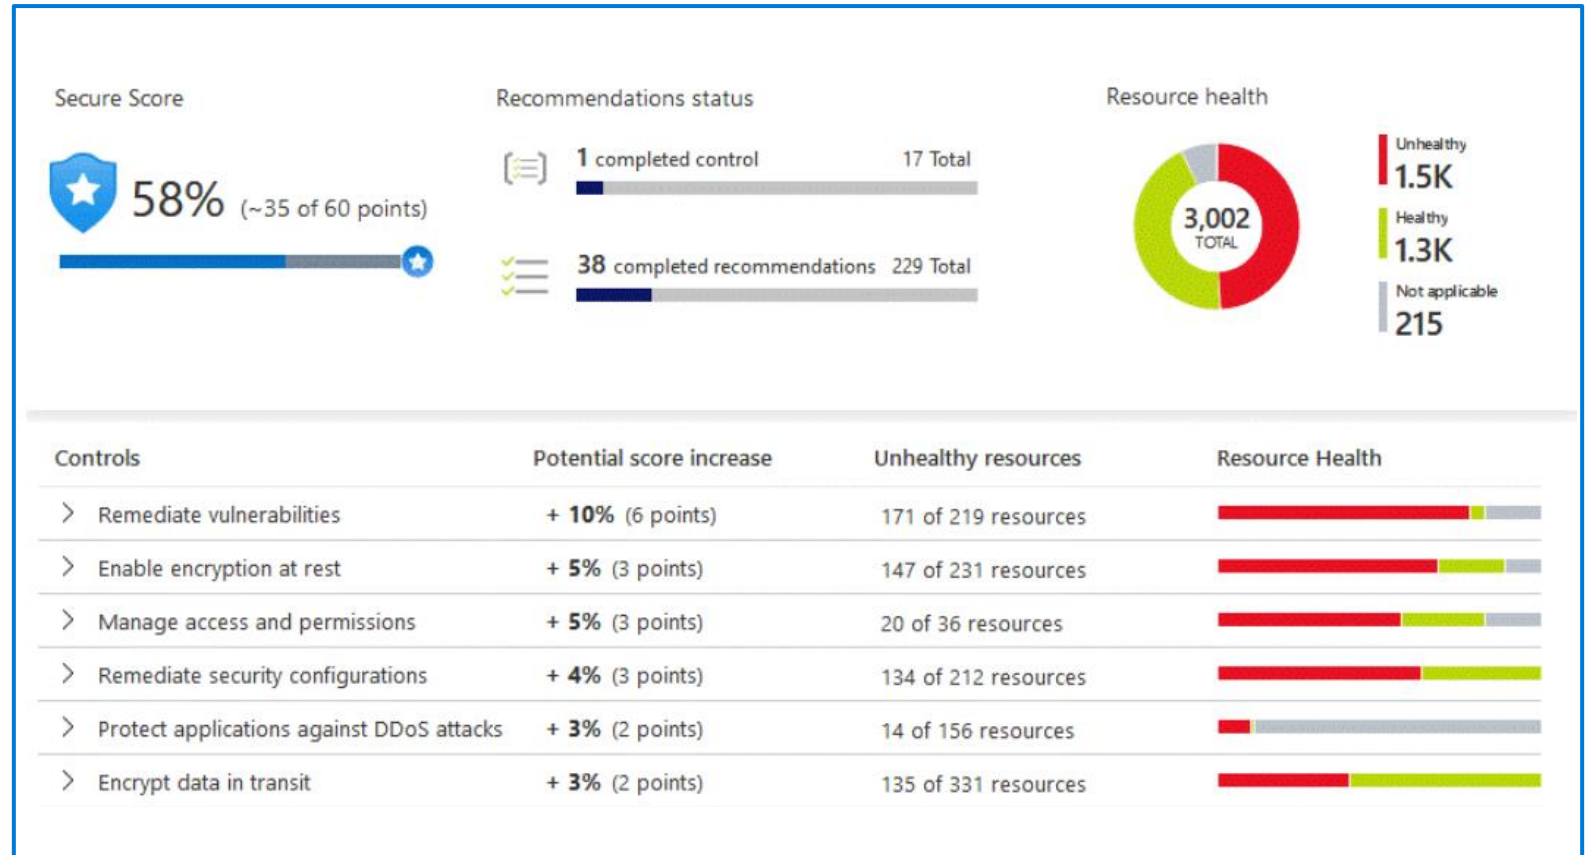 Secure Score
58% (~35 of 60 points)
Recommendations status
1 completed control 17 Total
38 completed recommendations 229 Total
Resource health
3,002
TOTAL
Unhealthy
1.5K
Healthy
1.3K
Not applicable
215
Controls Potential score increase Unhealthy resources Resource Health
Remediate vulnerabilities + 10% (6 points) 171 of 219 resources
Enable encryption at rest + 5% (3 points) 147 of 231 resources
Manage access and permissions + 5% (3 points) 20 of 36 resources
Remediate security configurations + 4% (3 points) 134 of 212 resources
Protect applications against DDoS attacks + 3% (2 points) 14 of 156 resources
Encrypt data in transit + 3% (2 points) 135 of 331 resources